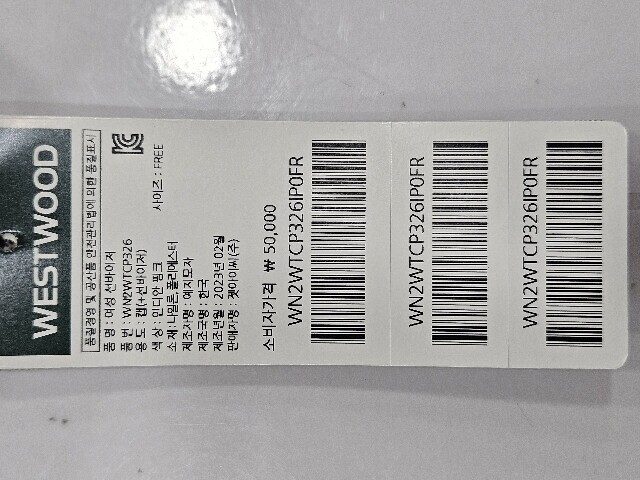 WESTWOOD
품질경영 및 공산품 안전관리법에 의한 품질표시
품명 : 여성 선바이저
품번 : WN2WTCP326
용도 : 캡(+선바이저)
색상 : 인디안 핑크
사이즈 : FREE
소재 : 나일론, 폴리에스터
제조자명 : 예지모자
제조국명 : 한국
제조년월 : 2023년 02월
판매자명 : 젯아이씨(주)
소비자가격 ₩ 50,000
WN2WTCP326IP0FR
WN2WTCP326IP0FR
WN2WTCP326IP0FR